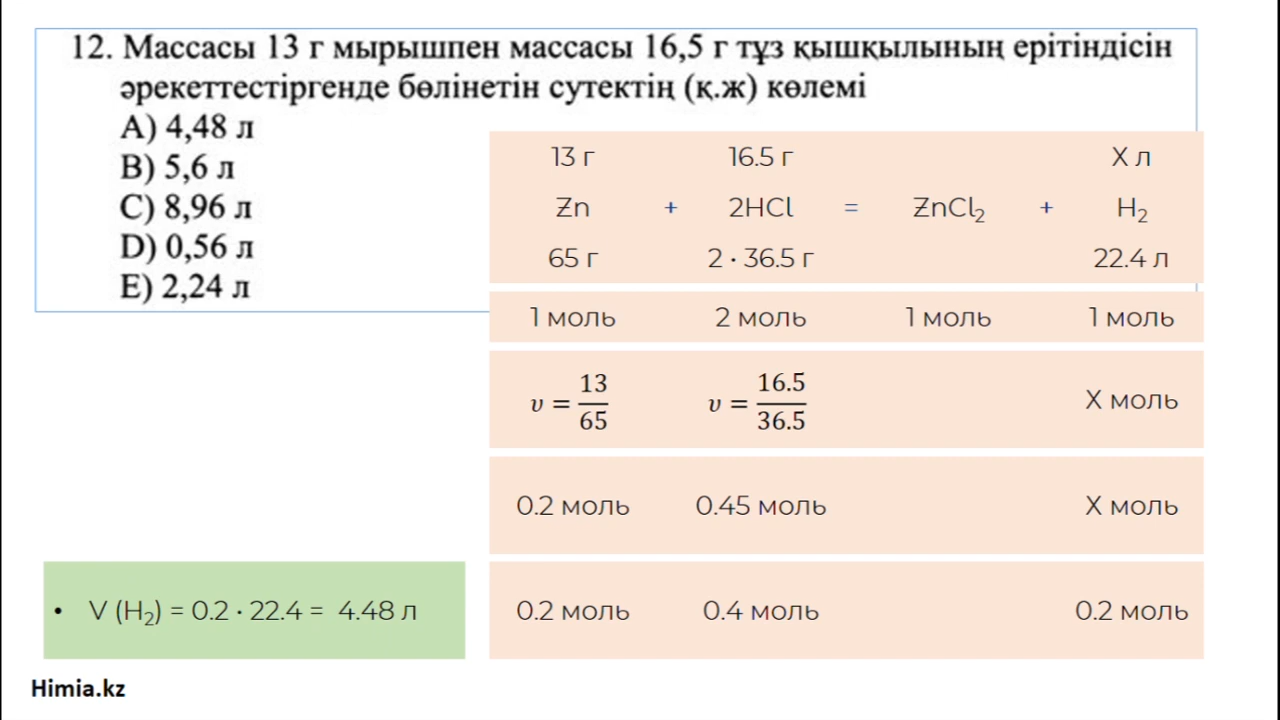 12. Массасы 13 г мырышпен массасы 16,5 г тұз қышқылының ерітіндісін
әрекеттестіргенде бөлінетін сутектің (қ.ж) көлемі
A) 4,48 л
B) 5,6 л
C) 8,96 л
D) 0,56 л
E) 2,24 л
13 г 16.5 г X л
Zn + 2HCl = ZnCl₂ + H₂
65 г 2 · 36.5 г 22.4 л
1 моль 2 моль 1 моль 1 моль
υ = 13/65 υ = 16.5/36.5 X моль
0.2 моль 0.45 моль X моль
• V (H₂) = 0.2 · 22.4 = 4.48 л
0.2 моль 0.4 моль 0.2 моль
Himia.kz